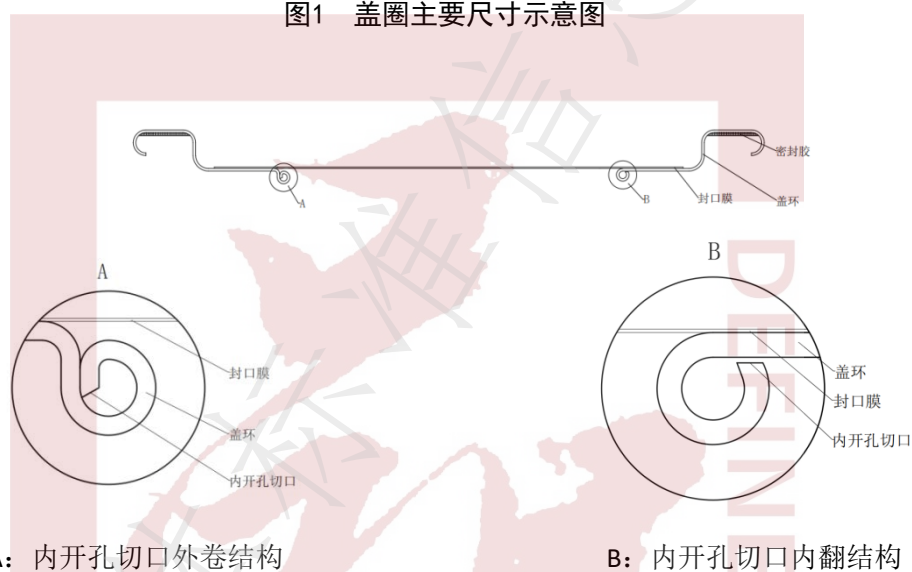 图1 盖圈主要尺寸示意图
密封胶
A
B
封口膜
盖环
A
B
封口膜
盖环
内开孔切口
盖环
封口膜
内开孔切口
A：内开孔切口外卷结构
B：内开孔切口内翻结构
DEFINE